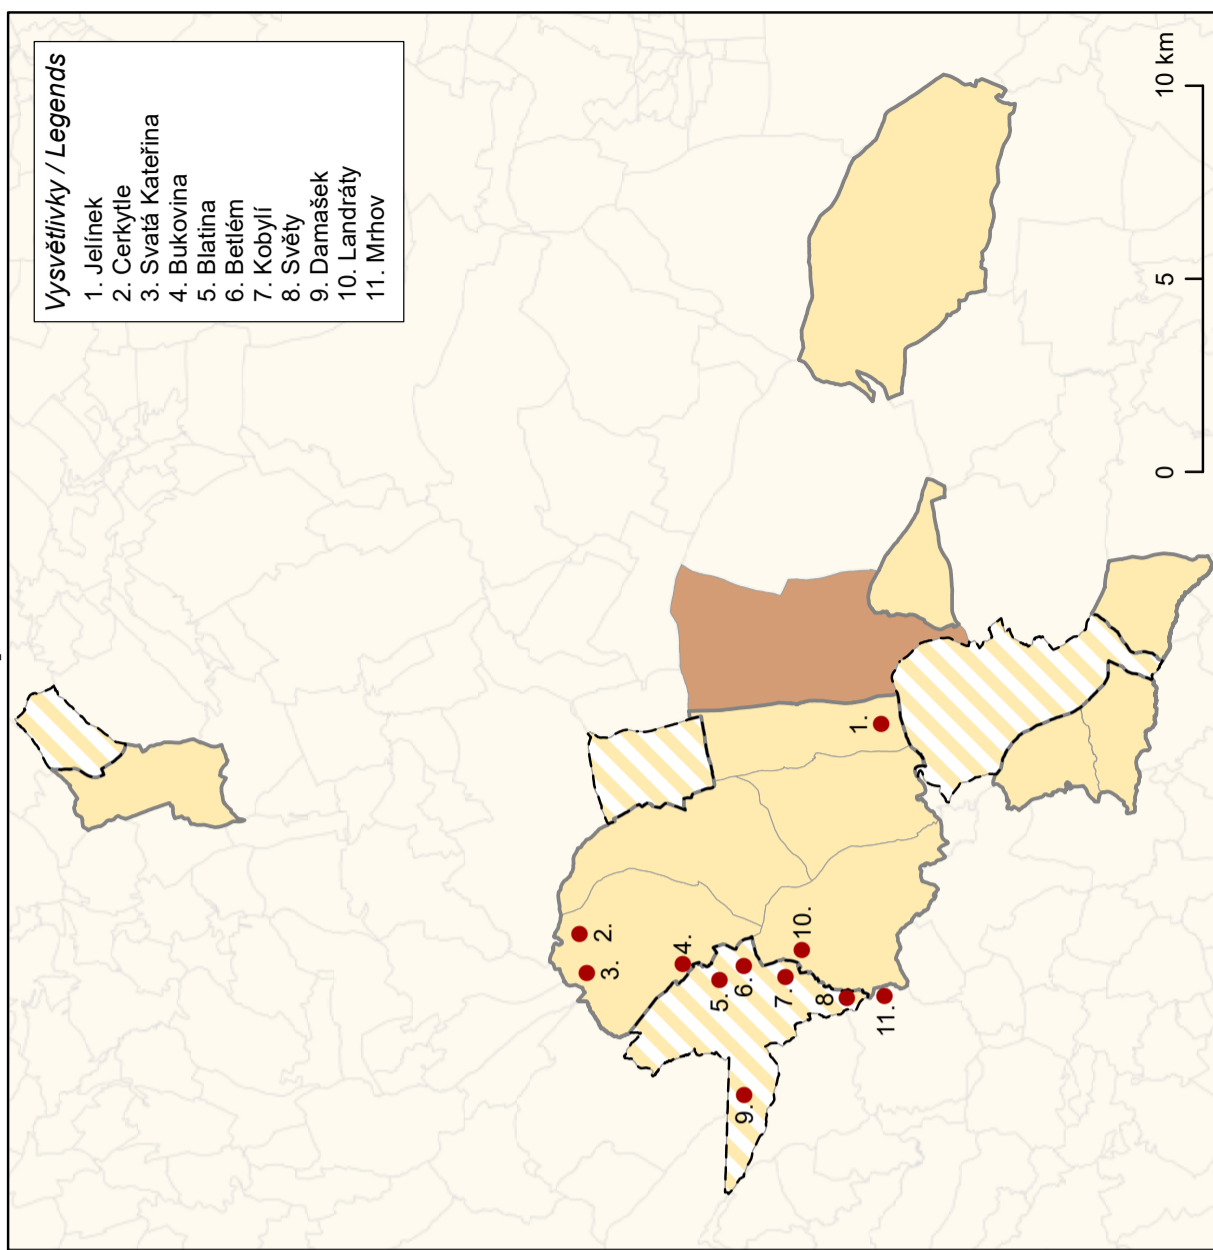 Vysvětlivky / Legends
1. Jelínek
2. Cerkytle
3. Svatá Kateřina
4. Bukovina
5. Blatina
6. Betlém
7. Kobylí
8. Světy
9. Damašek
10. Landráty
11. Mrhov
1.
2.
3.
4.
5.
6.
7.
8.
9.
10.
11.
0 5 10 km